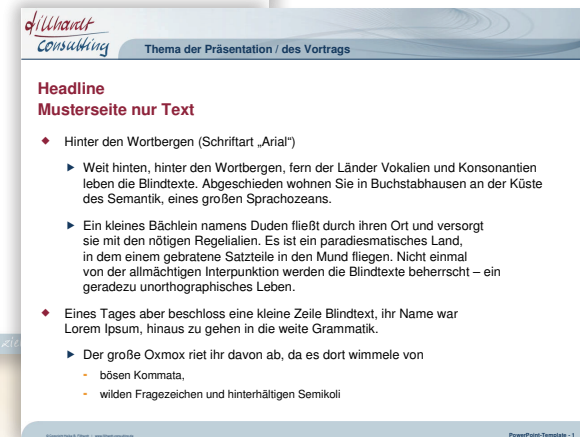 dillhardt
consulting
Thema der Präsentation / des Vortrags
Headline
Musterseite nur Text
Hinter den Wortbergen (Schriftart „Arial“)
Weit hinten, hinter den Wortbergen, fern der Länder Vokalien und Konsonantien
leben die Blindtexte. Abgeschieden wohnen Sie in Buchstabhausen an der Küste
des Semantik, eines großen Sprachozeans.
Ein kleines Bächlein namens Duden fließt durch ihren Ort und versorgt
sie mit den nötigen Regelialien. Es ist ein paradiesmatisches Land,
in dem einem gebratene Satzteile in den Mund fliegen. Nicht einmal
von der allmächtigen Interpunktion werden die Blindtexte beherrscht – ein
geradezu unorthographisches Leben.
Eines Tages aber beschloss eine kleine Zeile Blindtext, ihr Name war
Lorem Ipsum, hinaus zu gehen in die weite Grammatik.
Der große Oxmox riet ihr davon ab, da es dort wimmele von
- bösen Kommata,
- wilden Fragezeichen und hinterhältigen Semikoli
PowerPoint-Template - 1